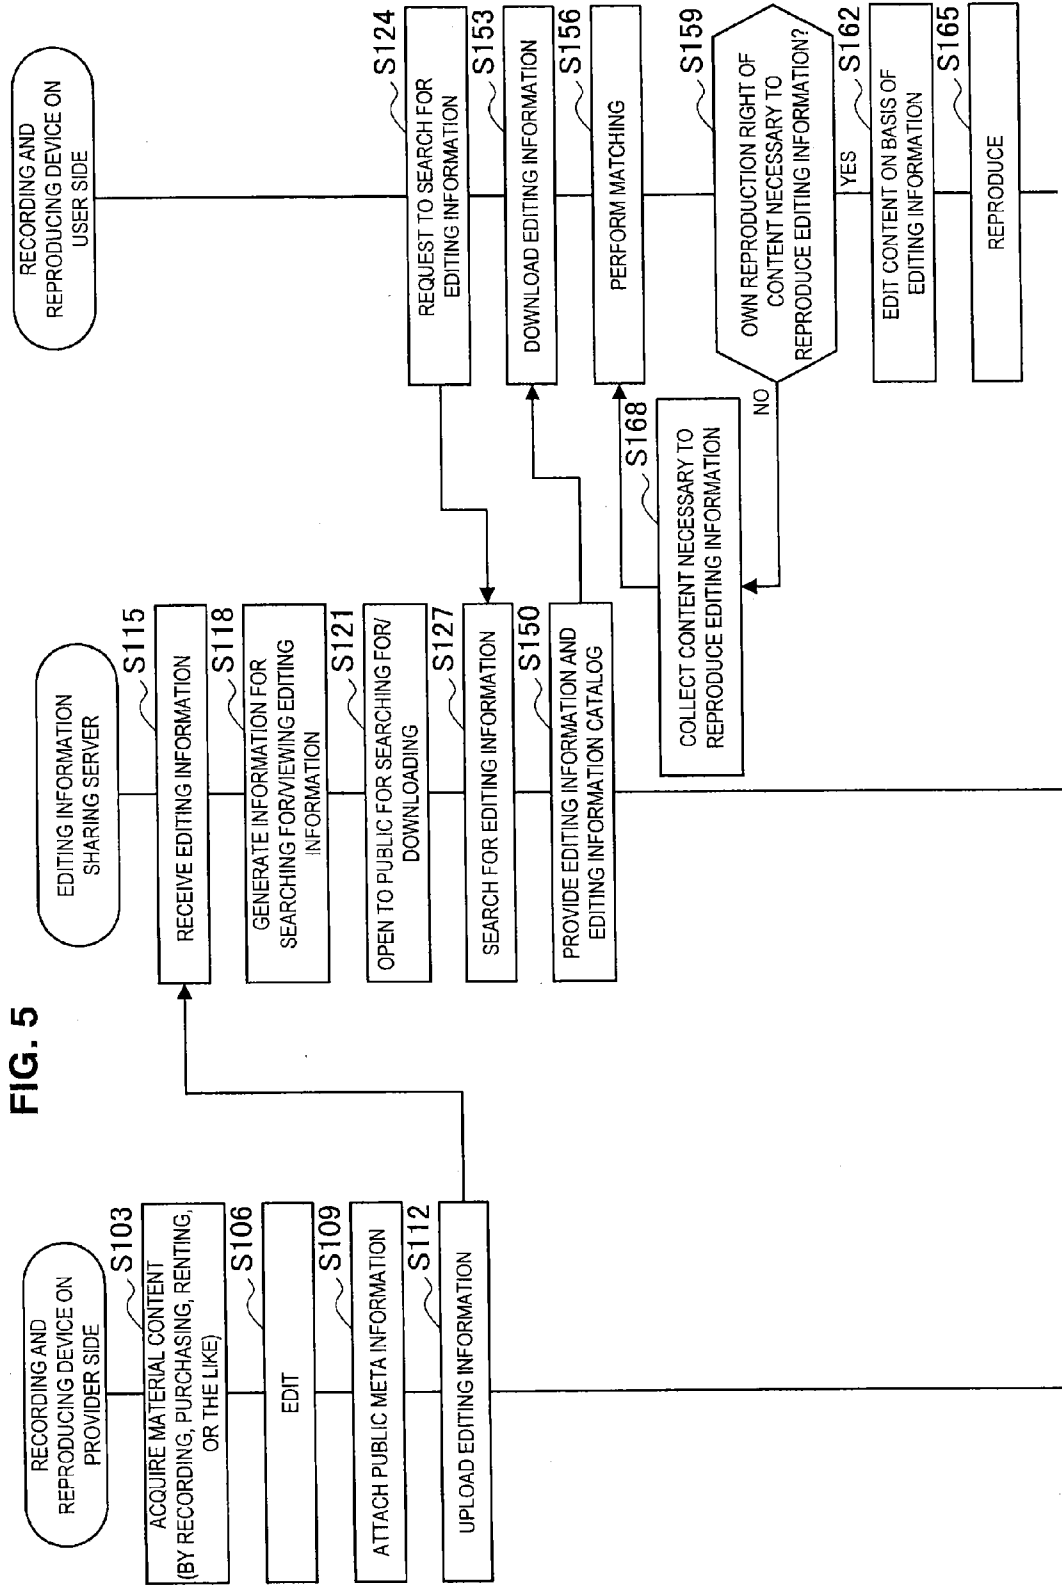 FIG. 5
RECORDING AND
REPRODUCING DEVICE ON
PROVIDER SIDE
S103
ACQUIRE MATERIAL CONTENT
(BY RECORDING, PURCHASING, RENTING,
OR THE LIKE)
S106
EDIT
S109
ATTACH PUBLIC META INFORMATION
S112
UPLOAD EDITING INFORMATION
EDITING INFORMATION
SHARING SERVER
S115
RECEIVE EDITING INFORMATION
S118
GENERATE INFORMATION FOR
SEARCHING FOR/VIEWING EDITING
INFORMATION
S121
OPEN TO PUBLIC FOR SEARCHING FOR/
DOWNLOADING
S127
SEARCH FOR EDITING INFORMATION
S150
PROVIDE EDITING INFORMATION AND
EDITING INFORMATION CATALOG
RECORDING AND
REPRODUCING DEVICE ON
USER SIDE
S124
REQUEST TO SEARCH FOR
EDITING INFORMATION
S153
DOWNLOAD EDITING INFORMATION
S156
PERFORM MATCHING
S159
OWN REPRODUCTION RIGHT OF
CONTENT NECESSARY TO
REPRODUCE EDITING INFORMATION?
NO
S168
COLLECT CONTENT NECESSARY TO
REPRODUCE EDITING INFORMATION
YES
S162
EDIT CONTENT ON BASIS OF
EDITING INFORMATION
S165
REPRODUCE